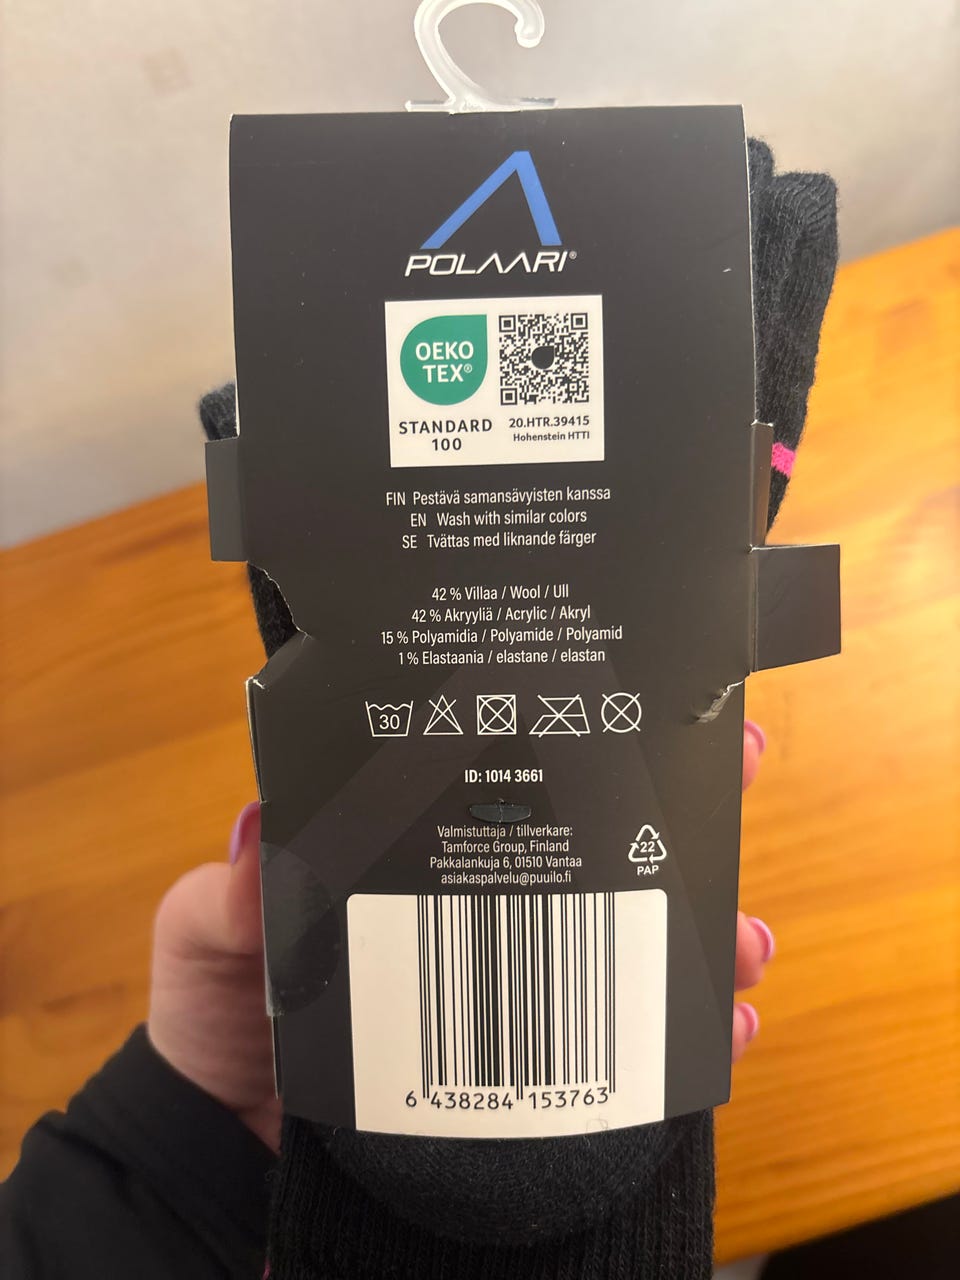 POLAARI®
OEKO
TEX®
STANDARD
100
20.HTR.39415
Hohenstein HTTI
FIN Pestävä samansävyisten kanssa
EN Wash with similar colors
SE Tvättas med liknande färger
42 % Villaa / Wool / Ull
42 % Akryyliä / Acrylic / Akryl
15 % Polyamidia / Polyamide / Polyamid
1 % Elastaania / elastane / elastan
30
ID: 1014 3661
Valmistuttaja / tillverkare:
Tamforce Group, Finland
Pakkalankuja 6, 01510 Vantaa
asiakaspalvelu@puuilo.fi
22
PAP
6 438284 153763